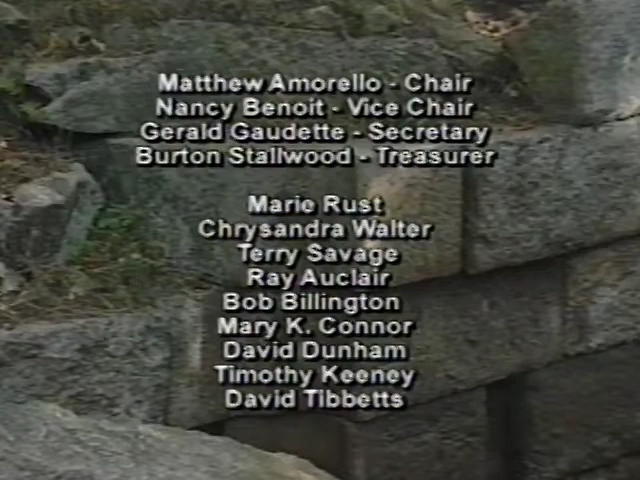 Matthew Amorello - Chair
Nancy Benoit - Vice Chair
Gerald Gaudette - Secretary
Burton Stallwood - Treasurer
Marie Rust
Chrysandra Walter
Terry Savage
Ray Auclair
Bob Billington
Mary K. Connor
David Dunham
Timothy Keeney
David Tibbetts